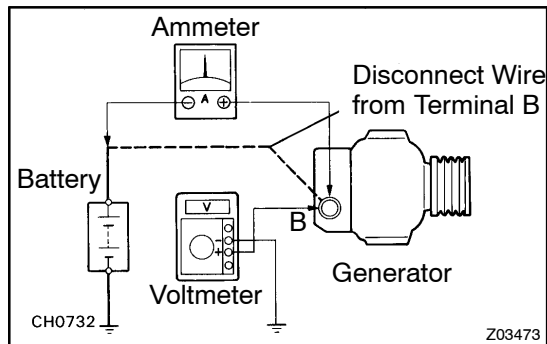 Ammeter
⊖ A ⊕
Disconnect Wire
from Terminal B
Battery
V
B
-
+
Voltmeter
Generator
CH0732
Z03473